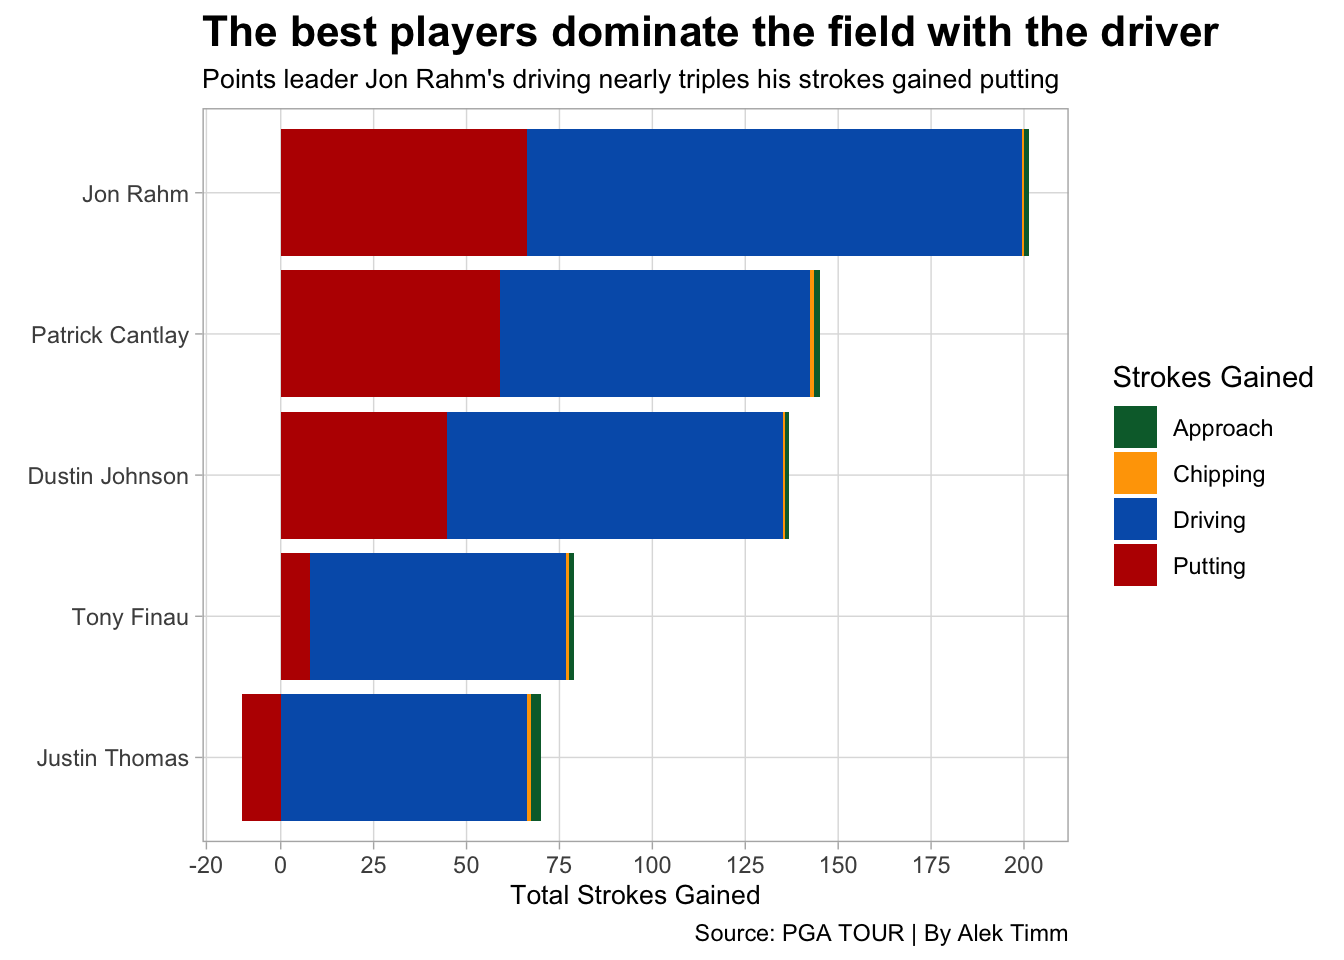 The best players dominate the field with the driver
Points leader Jon Rahm's driving nearly triples his strokes gained putting
Jon Rahm
Patrick Cantlay
Dustin Johnson
Tony Finau
Justin Thomas
-20 0 25 50 75 100 125 150 175 200
Total Strokes Gained
Strokes Gained
Approach
Chipping
Driving
Putting
Source: PGA TOUR | By Alek Timm